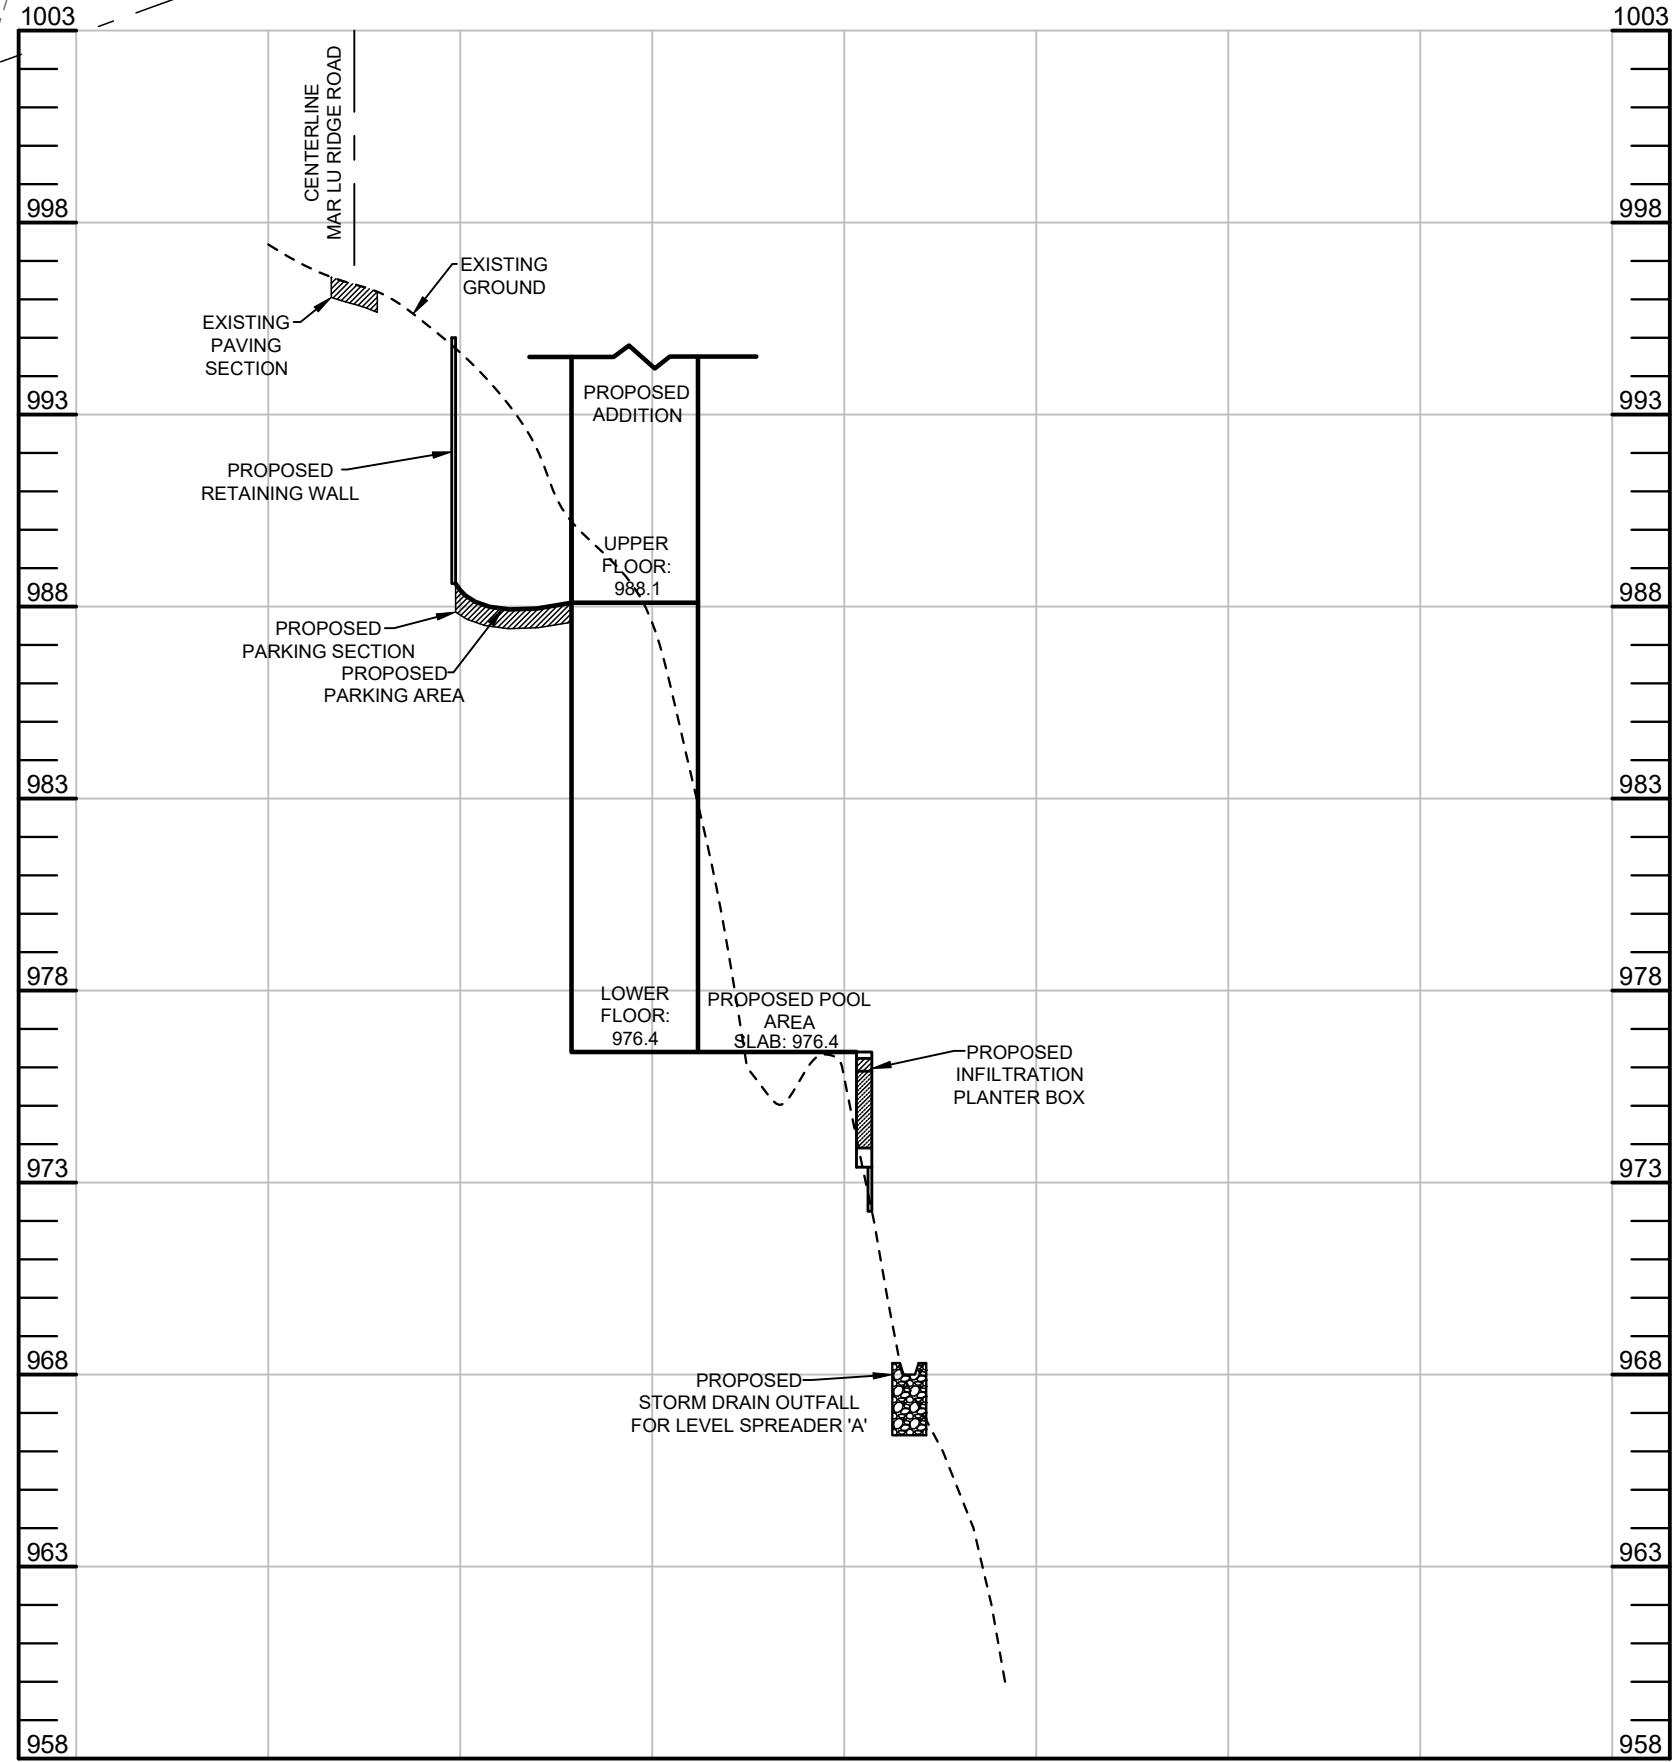 1003
1003
CENTERLINE
MAR LU RIDGE ROAD
998
998
EXISTING
GROUND
EXISTING
PAVING
SECTION
PROPOSED
ADDITION
993
993
PROPOSED
RETAINING WALL
UPPER
FLOOR:
988.1
988
988
PROPOSED
PARKING SECTION
PROPOSED
PARKING AREA
983
983
978
978
LOWER
FLOOR:
976.4
PROPOSED POOL
AREA
SLAB: 976.4
PROPOSED
INFILTRATION
PLANTER BOX
973
973
968
968
PROPOSED
STORM DRAIN OUTFALL
FOR LEVEL SPREADER 'A'
963
963
958
958